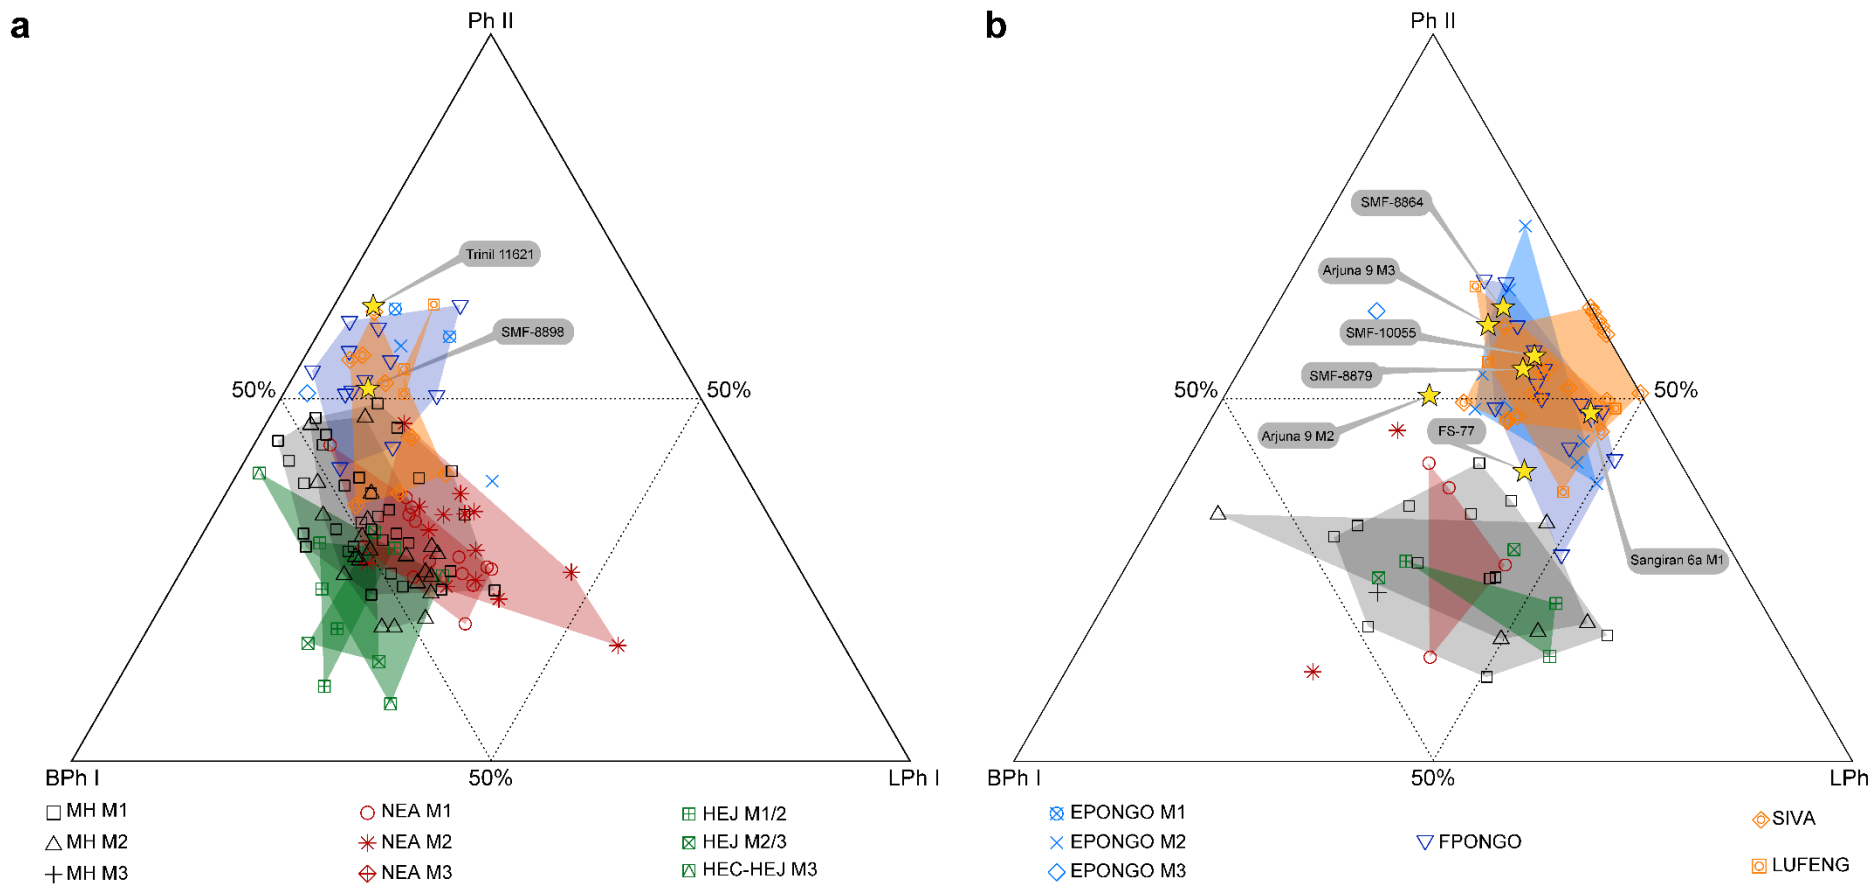 a
Ph II
Trinil 11621
SMF-8898
50%
50%
BPh I
50%
LPh I
b
Ph II
SMF-8864
Arjuna 9 M3
SMF-10055
SMF-8879
50%
50%
Arjuna 9 M2
FS-77
Sangiran 6a M1
BPh I
50%
LPh
MH M1
MH M2
MH M3
NEA M1
NEA M2
NEA M3
HEJ M1/2
HEJ M2/3
HEC-HEJ M3
EPONGO M1
EPONGO M2
EPONGO M3
FPONGO
SIVA
LUFENG